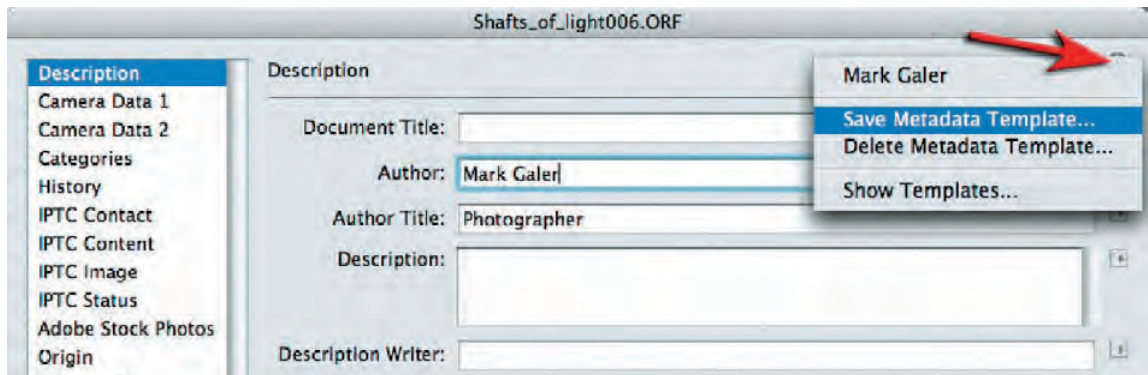 Shafts_of_light006.ORF
Description
Camera Data 1
Camera Data 2
Categories
History
IPTC Contact
IPTC Content
IPTC Image
IPTC Status
Adobe Stock Photos
Origin
Description
Document Title:
Author: Mark Galer
Author Title: Photographer
Description:
Description Writer:
Mark Galer
Save Metadata Template...
Delete Metadata Template...
Show Templates...